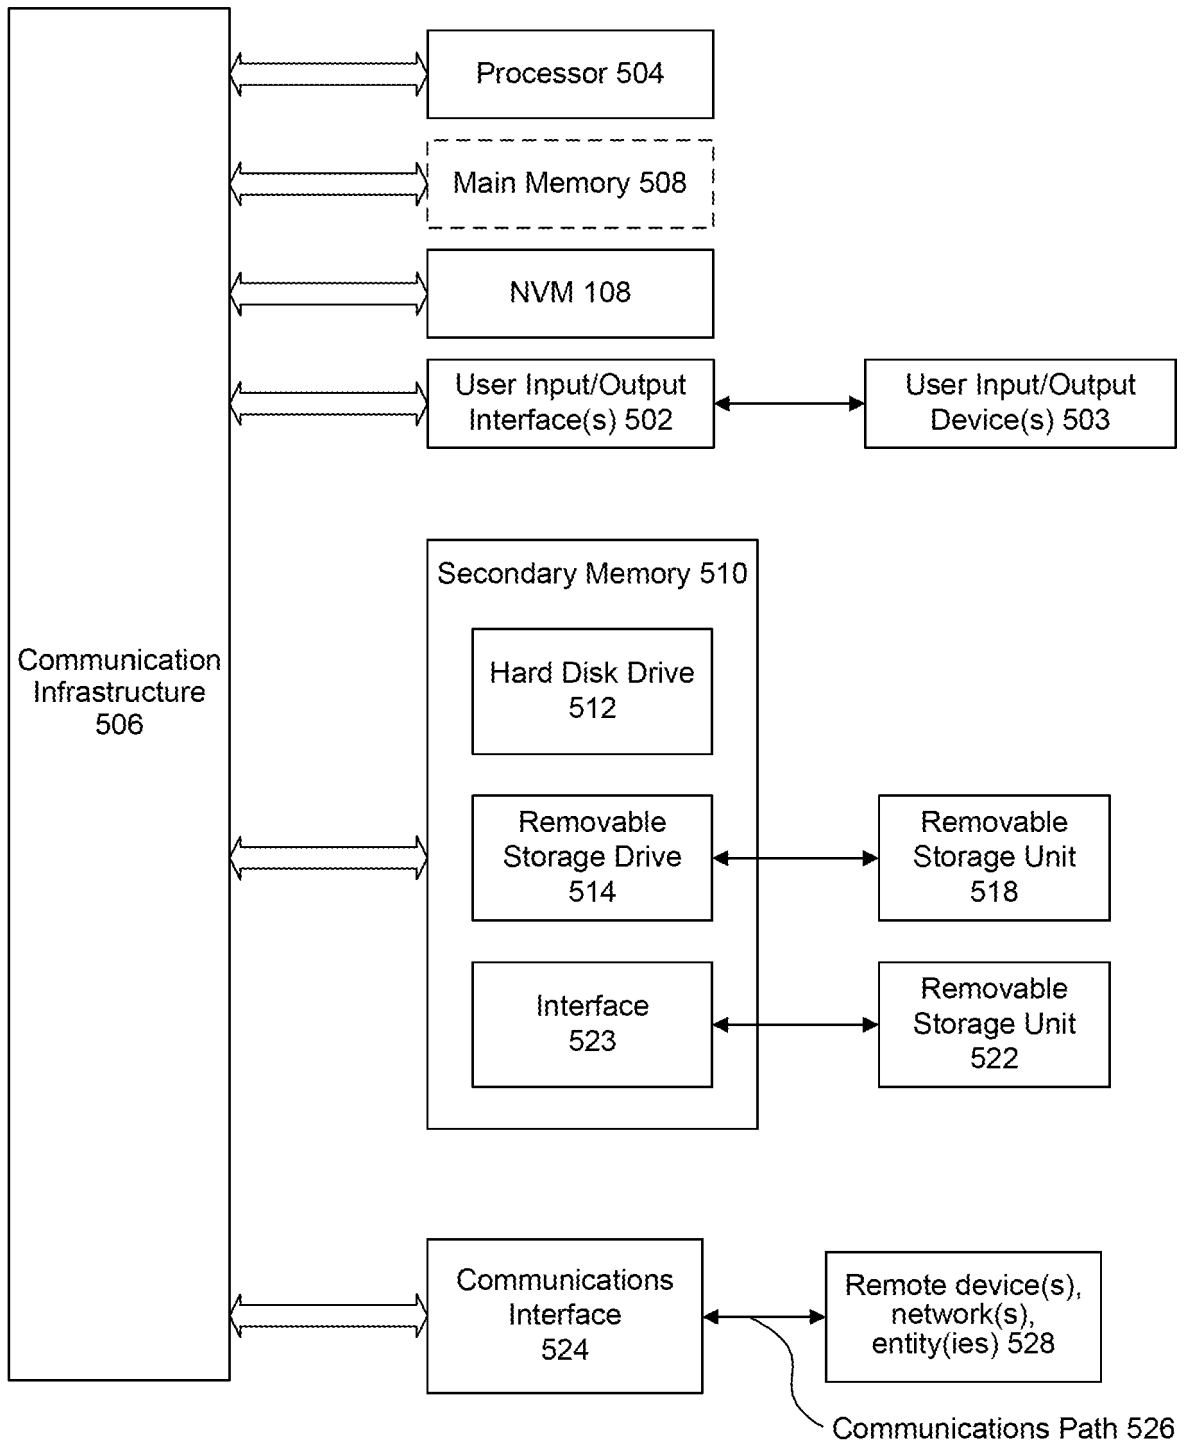 Processor 504
Main Memory 508
NVM 108
User Input/Output
Interface(s) 502
User Input/Output
Device(s) 503
Secondary Memory 510
Hard Disk Drive
512
Communication
Infrastructure
506
Removable
Storage Drive
514
Removable
Storage Unit
518
Interface
523
Removable
Storage Unit
522
Communications
Interface
524
Remote device(s),
network(s),
entity(ies) 528
Communications Path 526